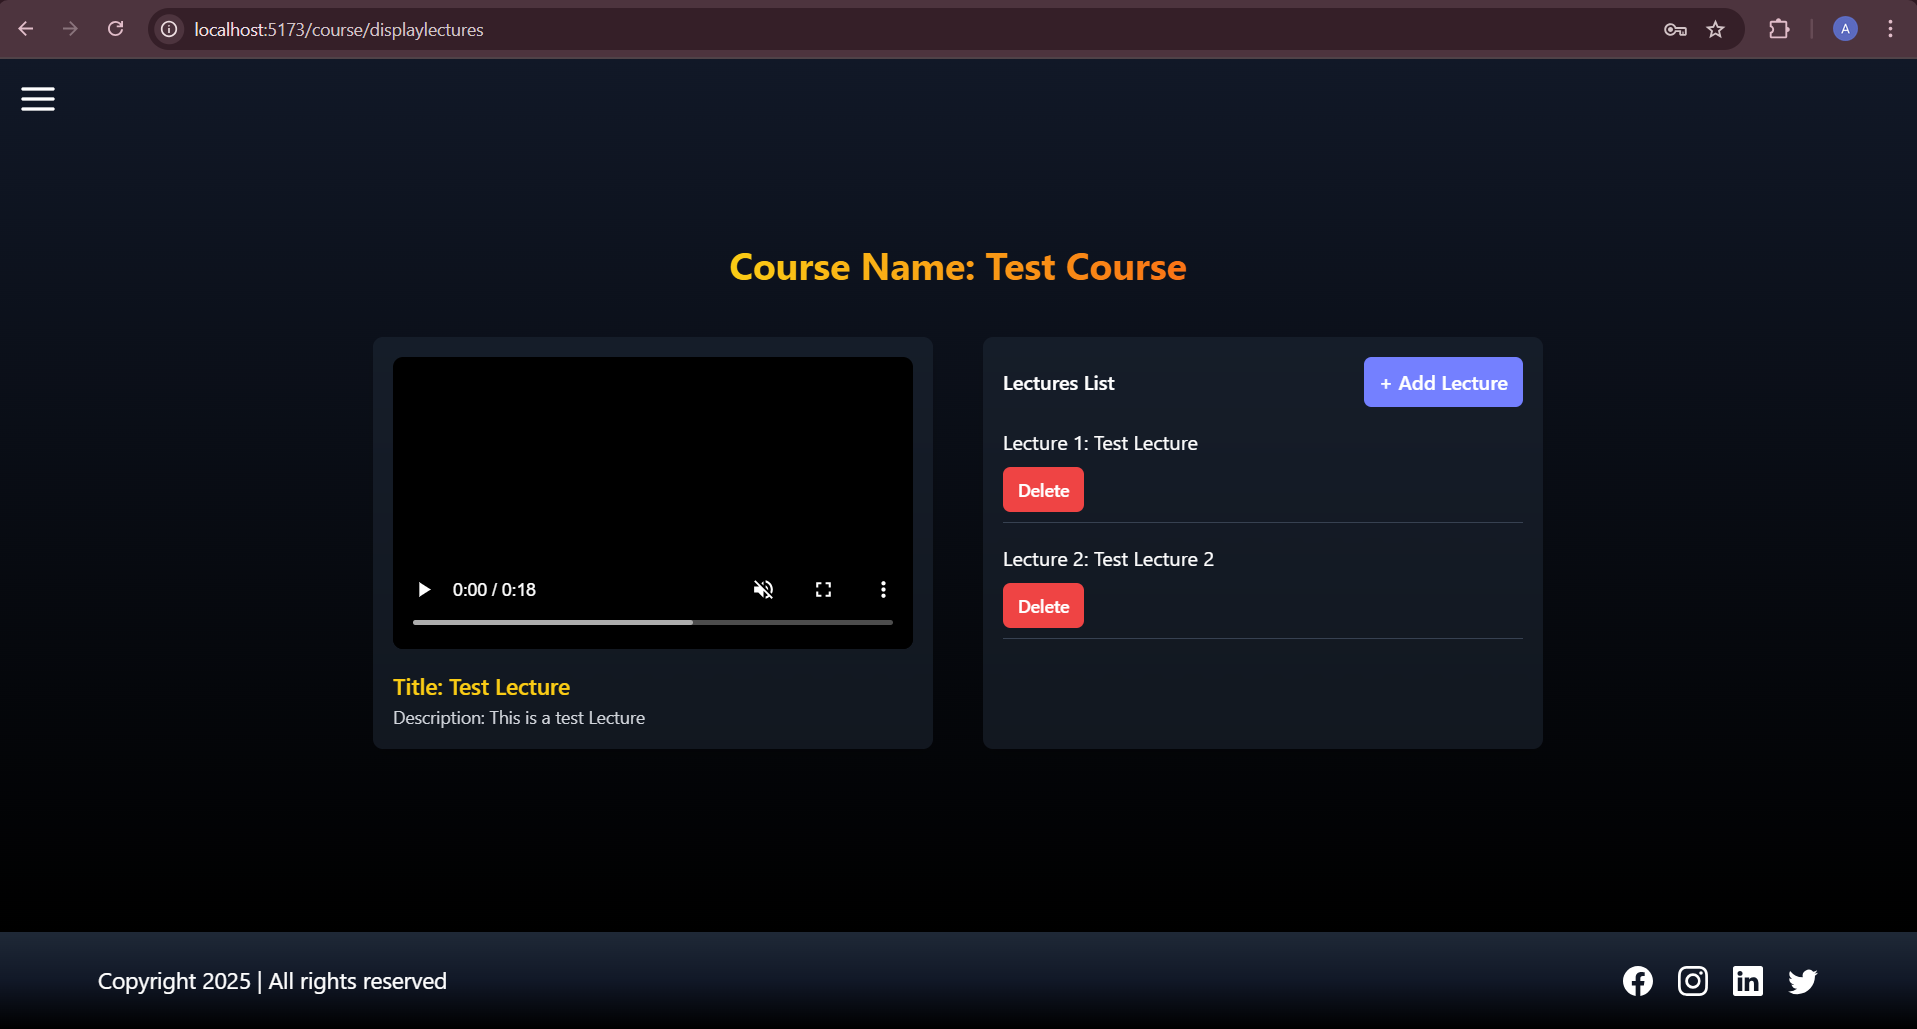 localhost:5173/course/displaylectures
A
Course Name: Test Course
0:00 / 0:18
Title: Test Lecture
Description: This is a test Lecture
Lectures List
+ Add Lecture
Lecture 1: Test Lecture
Delete
Lecture 2: Test Lecture 2
Delete
Copyright 2025 | All rights reserved